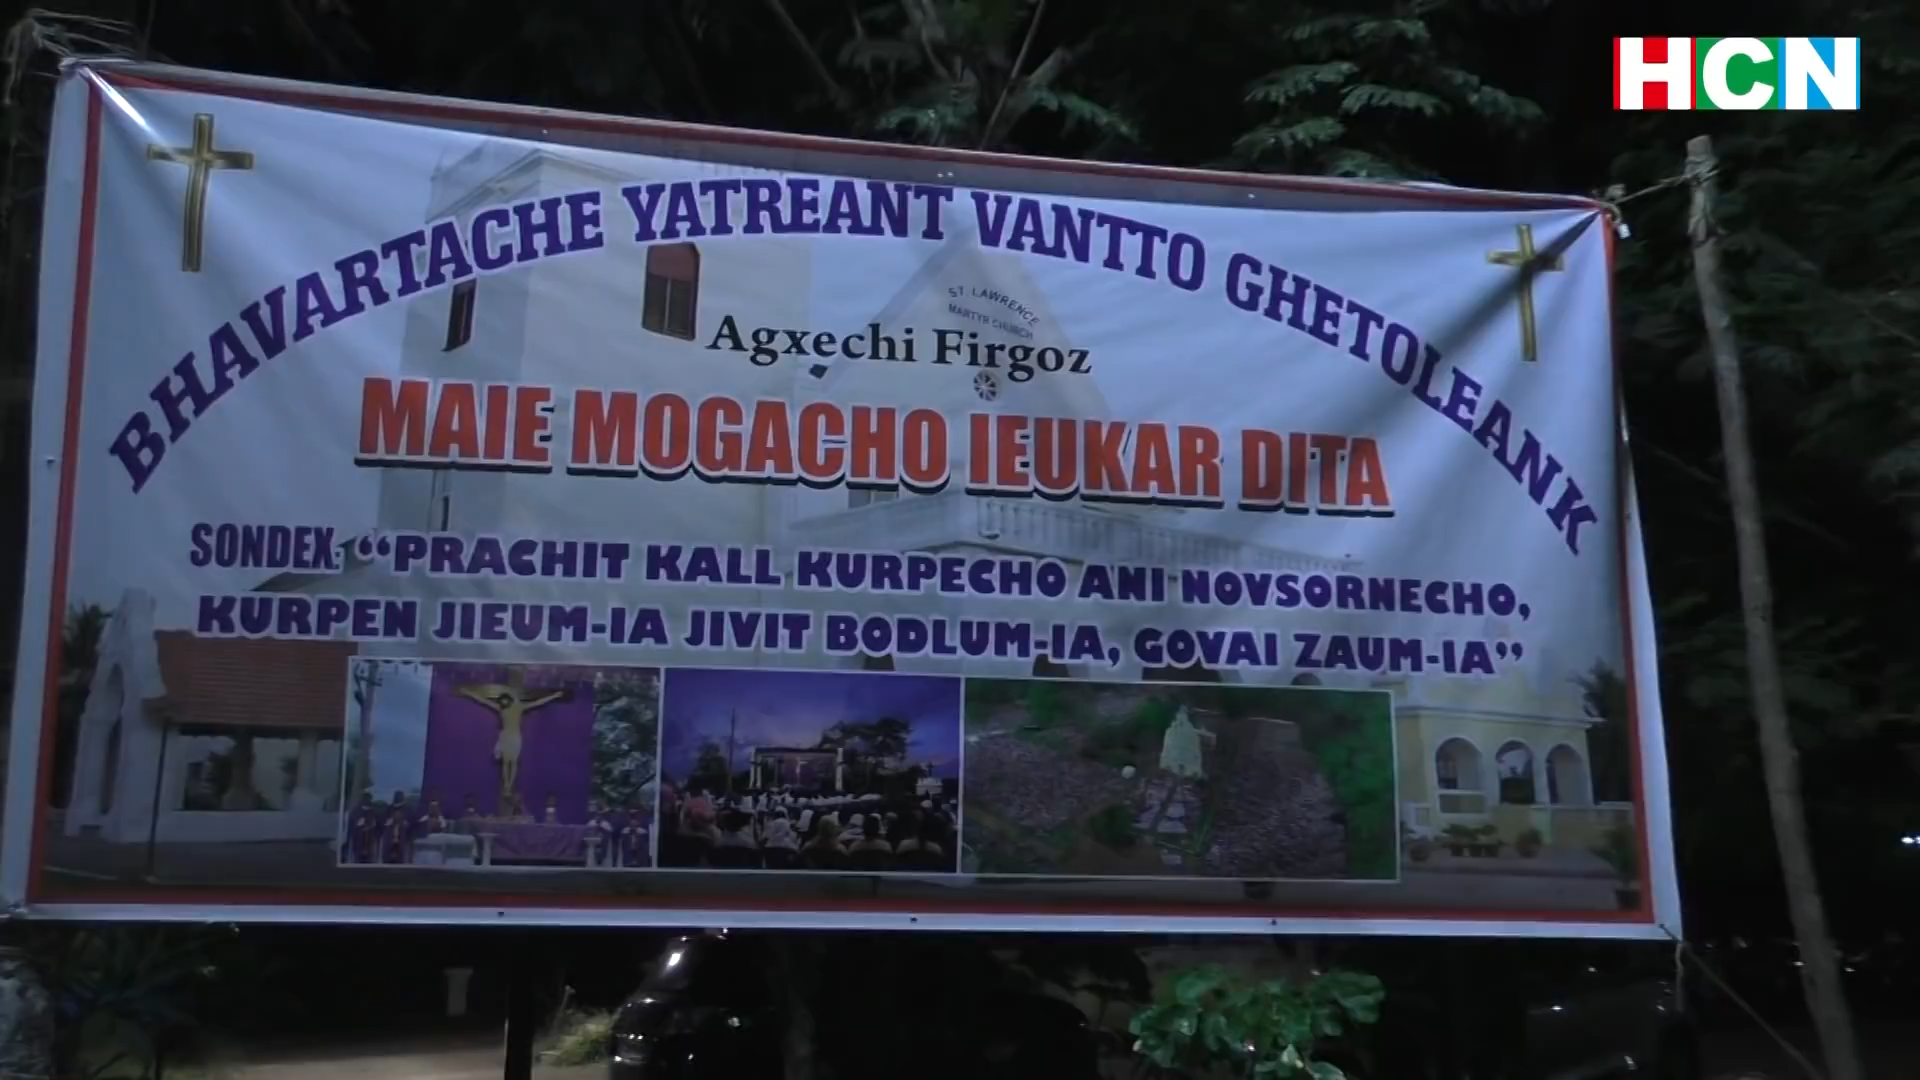 HCN
BHAVARTACHE YATREANT VANTTO GHETOLEANK
ST. LAWRENCE
MARTYR CHURCH
Agxechi Firgoz
MAIE MOGACHO IEUKAR DITA
SONDEX: “PRACHIT KALL KURPECHO ANI NOVSORNECHO,
KURPEN JIEUM-IA JIVIT BODLUM-IA, GOVAI ZAUM-IA”